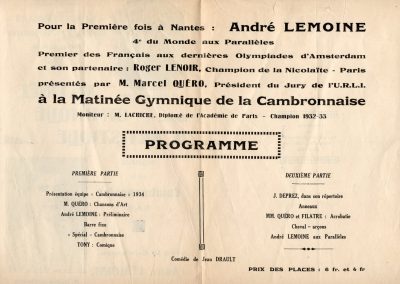 Pour la Première fois à Nantes : André LEMOINE
4e du Monde aux Parallèles
Premier des Français aux dernières Olympiades d'Amsterdam
et son partenaire : Roger LENOIR, Champion de la Nicolaïte - Paris
présentés par M. Marcel QUÉRO, Président du Jury de l'U.R.L.I.
à la Matinée Gymnique de la Cambronnaise
Moniteur : M. LACHICHE, Diplomé de l'Académie de Paris - Champion 1932-33
PROGRAMME
PREMIÈRE PARTIE
Présentation équipe « Cambronnaise » 1934
M. QUÉRO : Chansons d'Art
André LEMOINE : Préliminaire
Barre fixe
« Spécial » Cambronnaise
TONY : Comique
DEUXIÈME PARTIE
J. DEPREZ, dans son répertoire
Anneaux
MM. QUÉRO et FILATRE : Acrobatie
Cheval - arçons
André LEMOINE aux Parallèles
Comédie de Jean DRAULT
PRIX DES PLACES : 6 fr. et 4 fr